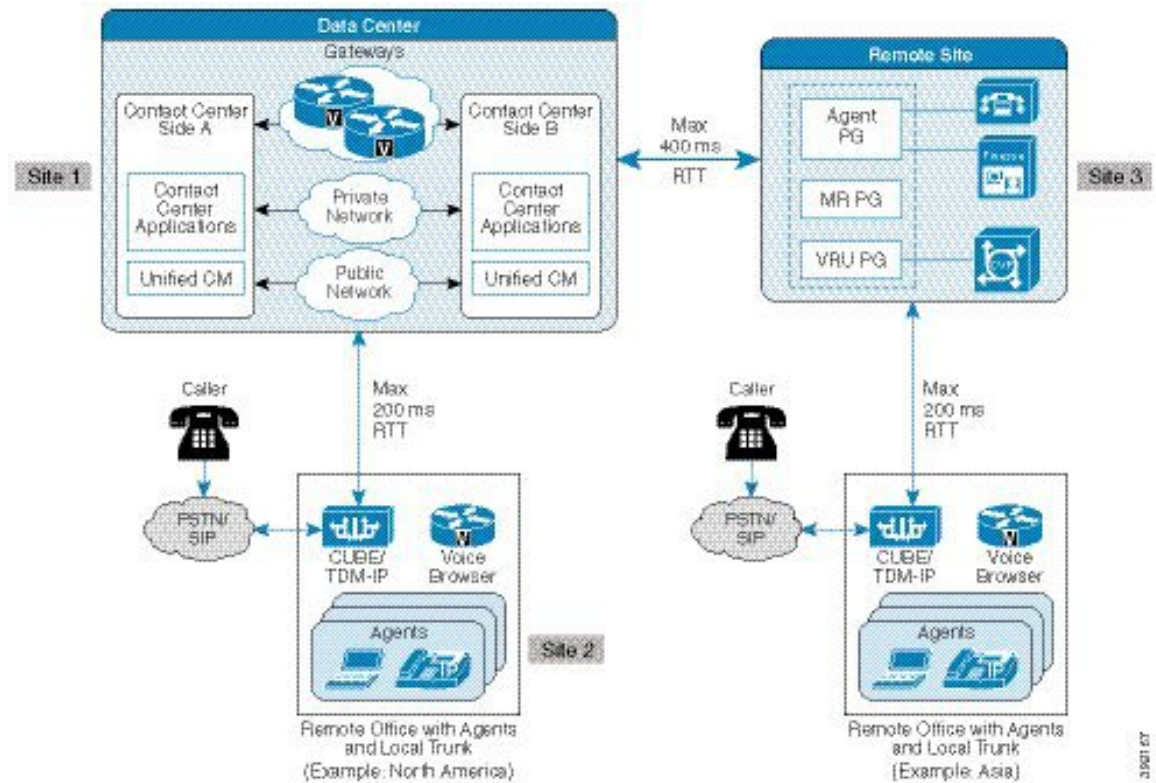 Data Center
Gateways
Contact Center
Side A
V
V
Contact Center
Side B
Contact
Center
Applications
Private
Network
Contact
Center
Applications
Unified CM
Public
Network
Unified CM
Site 1
Max
400 ms
RTT
Remote Site
Agent
PG
Finesse
MR PG
VRU PG
CVP
Site 3
Caller
Max
200 ms
RTT
PSTN/
SIP
CUBE/
TDM-IP
V
Voice
Browser
Agents
IP
Site 2
Remote Office with Agents
and Local Trunk
(Example: North America)
Caller
Max
200 ms
RTT
PSTN/
SIP
CUBE/
TDM-IP
V
Voice
Browser
Agents
IP
Remote Office with Agents
and Local Trunk
(Example: Asia)